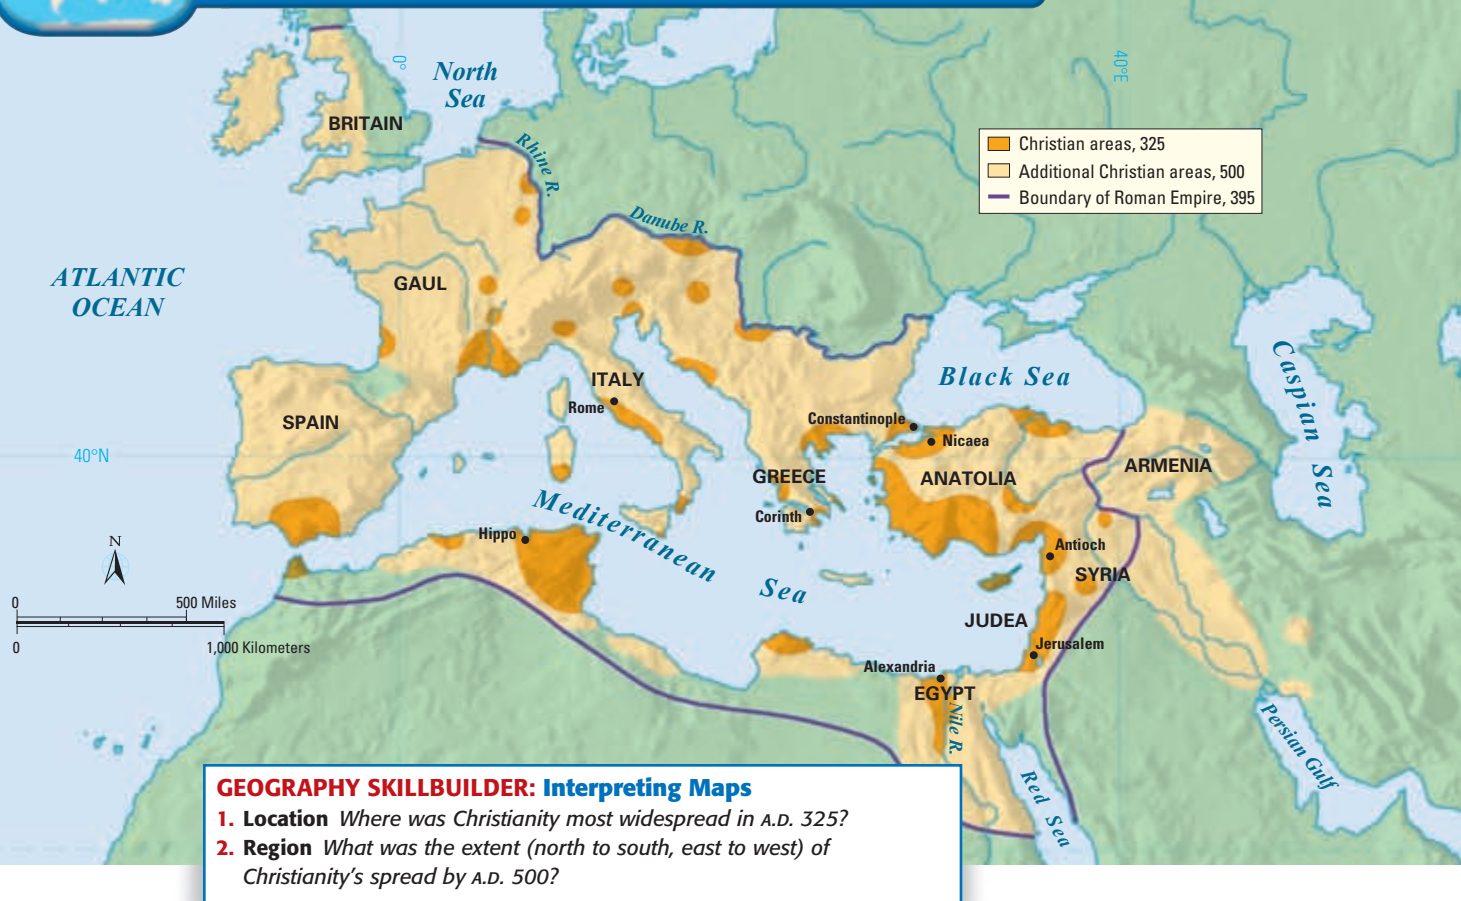 0°
40°E
North
Sea
BRITAIN
Rhine R.
Christian areas, 325
Additional Christian areas, 500
Boundary of Roman Empire, 395
Danube R.
ATLANTIC
OCEAN
GAUL
Caspian Sea
Black Sea
ITALY
Rome
SPAIN
Constantinople
Nicaea
40°N
GREECE
ANATOLIA
ARMENIA
Corinth
Mediterranean Sea
Hippo
N
Antioch
SYRIA
0
500 Miles
JUDEA
0
1,000 Kilometers
Jerusalem
Alexandria
EGYPT
Nile R.
Persian Gulf
Red Sea
GEOGRAPHY SKILLBUILDER: Interpreting Maps
1. Location Where was Christianity most widespread in A.D. 325?
2. Region What was the extent (north to south, east to west) of
Christianity's spread by A.D. 500?